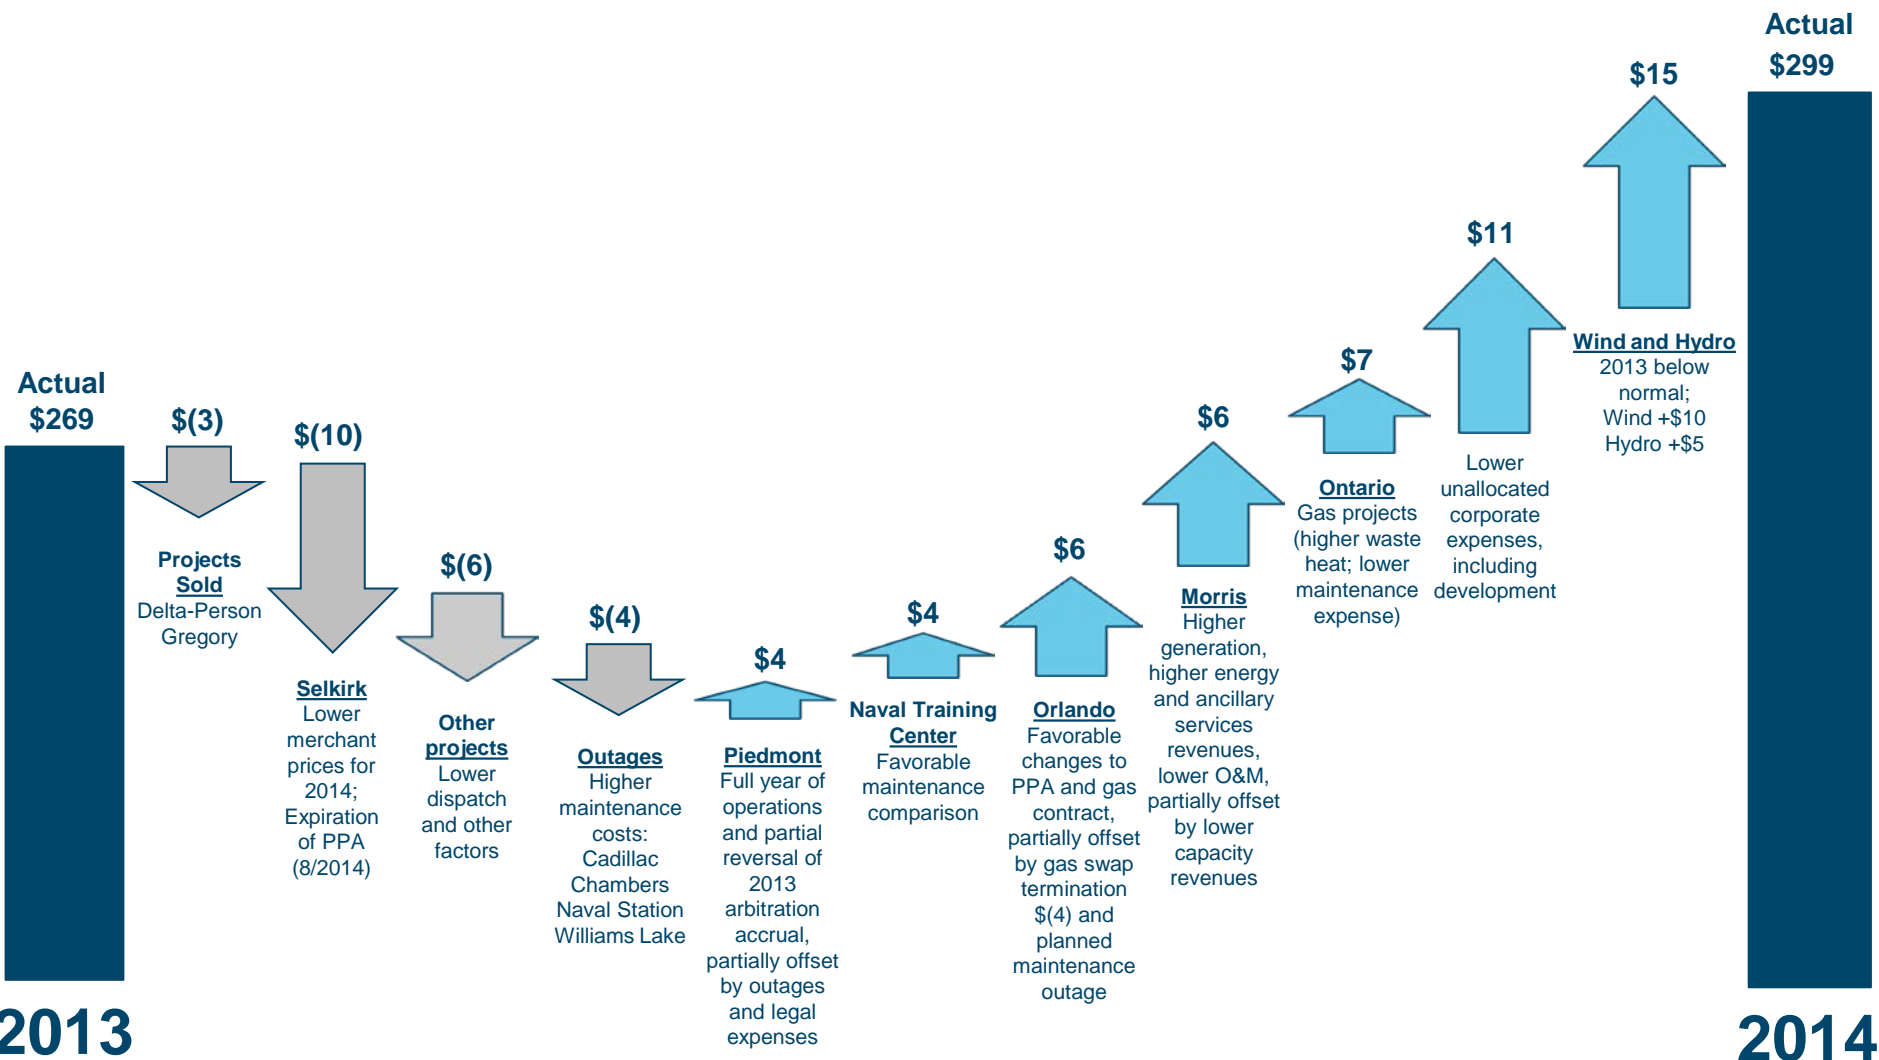 Actual
$269
2013
$(3)
Projects
Sold
Delta-Person
Gregory
$(10)
Selkirk
Lower
merchant
prices for
2014;
Expiration
of PPA
(8/2014)
$(6)
Other
projects
Lower
dispatch
and other
factors
$(4)
Outages
Higher
maintenance
costs:
Cadillac
Chambers
Naval Station
Williams Lake
$4
Piedmont
Full year of
operations
and partial
reversal of
2013
arbitration
accrual,
partially offset
by outages
and legal
expenses
$4
Naval Training
Center
Favorable
maintenance
comparison
$6
Orlando
Favorable
changes to
PPA and gas
contract,
partially offset
by gas swap
termination
$(4) and
planned
maintenance
outage
$6
Morris
Higher
generation,
higher energy
and ancillary
services
revenues,
lower O&M,
partially offset
by lower
capacity
revenues
$7
Ontario
Gas projects
(higher waste
heat; lower
maintenance
expense)
$11
Lower
unallocated
corporate
expenses,
including
development
$15
Wind and Hydro
2013 below
normal;
Wind +$10
Hydro +$5
Actual
$299
2014